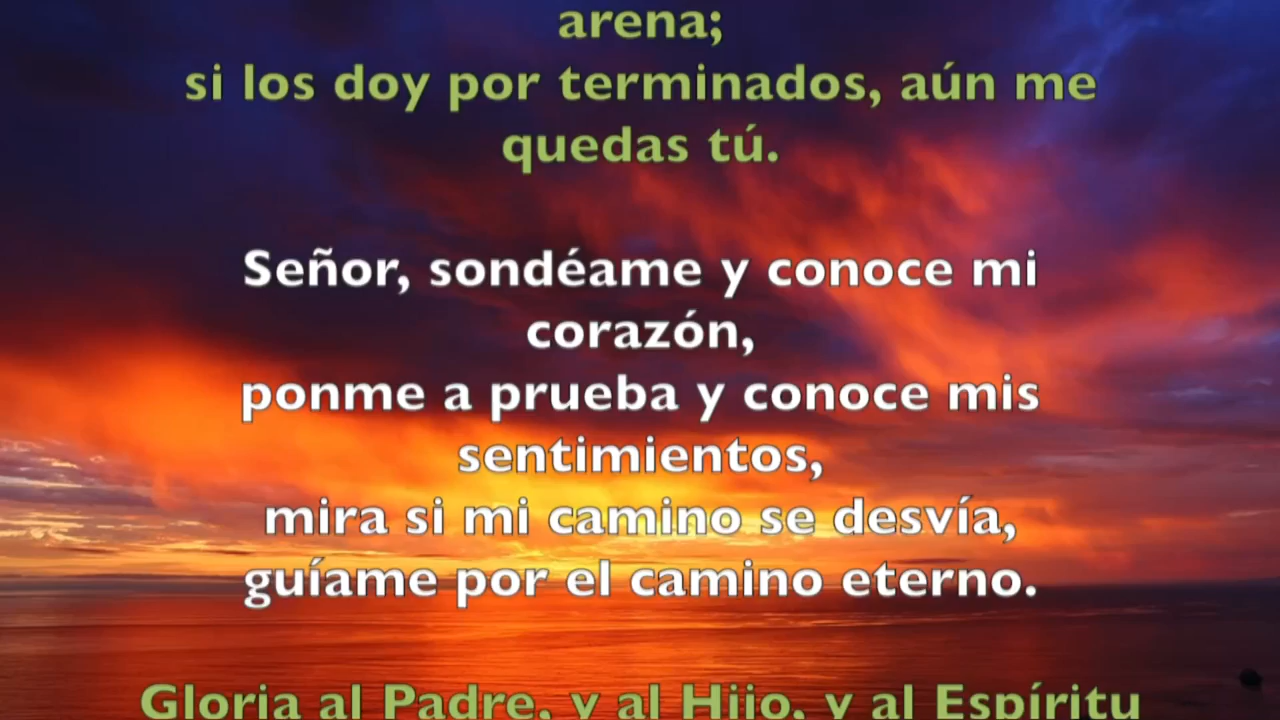 arena;
si los doy por terminados, aún me
quedas tú.
Señor, sondéame y conoce mi
corazón,
ponme a prueba y conoce mis
sentimientos,
mira si mi camino se desvía,
guíame por el camino eterno.
Gloria al Padre, y al Hijo, y al Espíritu